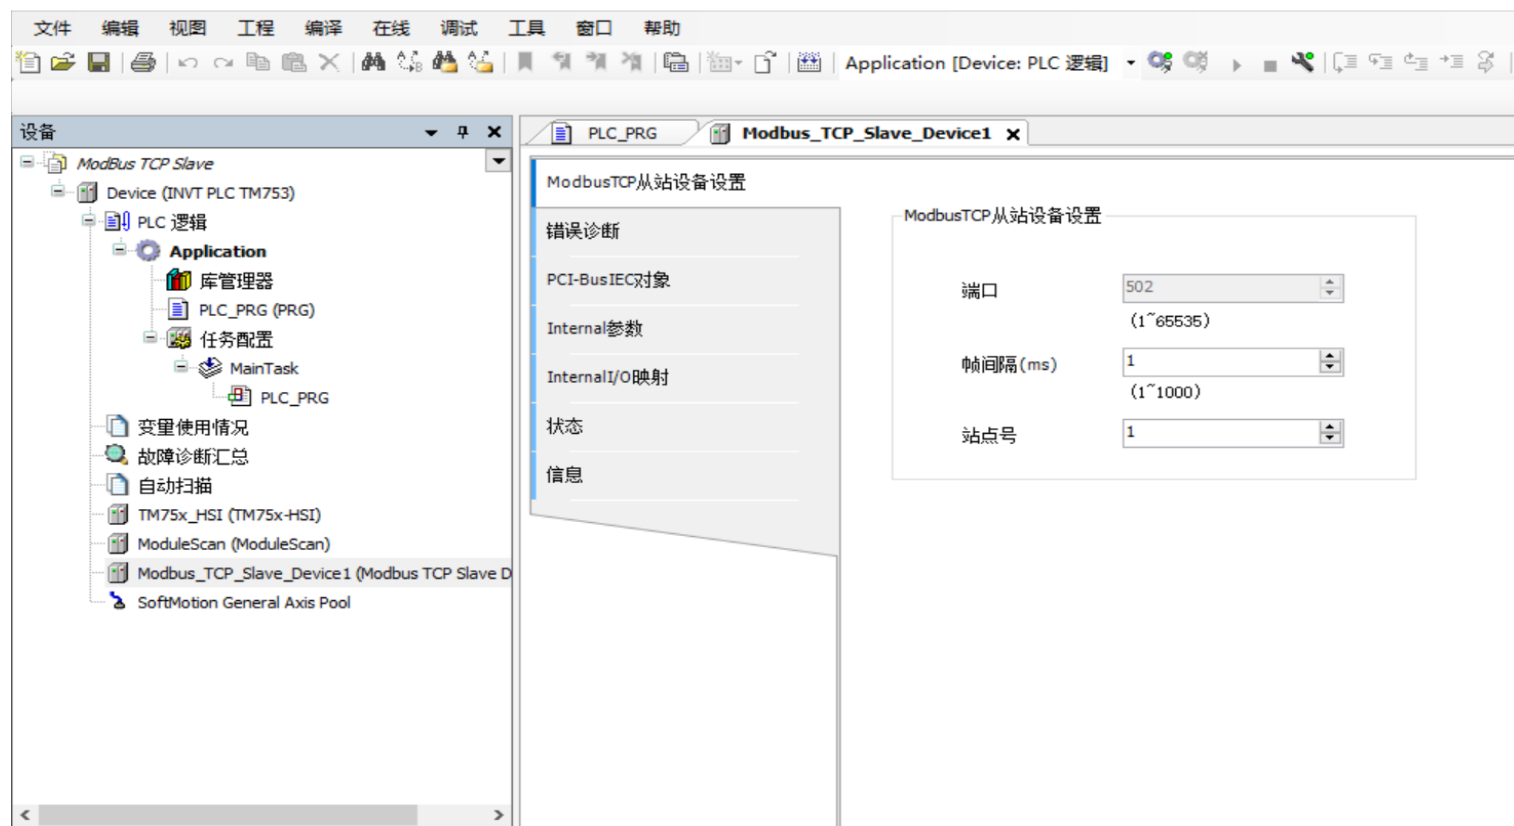 文件 编辑 视图 工程 编译 在线 调试 工具 窗口 帮助
Application [Device: PLC 逻辑]
设备
ModBus TCP Slave
Device (INVT PLC TM753)
PLC 逻辑
Application
库管理器
PLC_PRG (PRG)
任务配置
MainTask
PLC_PRG
变量使用情况
故障诊断汇总
自动扫描
TM75x_HSI (TM75x-HSI)
ModuleScan (ModuleScan)
Modbus_TCP_Slave_Device1 (Modbus TCP Slave D
SoftMotion General Axis Pool
PLC_PRG
Modbus_TCP_Slave_Device1
ModbusTCP从站设备设置
错误诊断
PCI-BusIEC对象
Internal参数
InternalI/O映射
状态
信息
ModbusTCP从站设备设置
端口 502
(1~65535)
帧间隔(ms) 1
(1~1000)
站点号 1